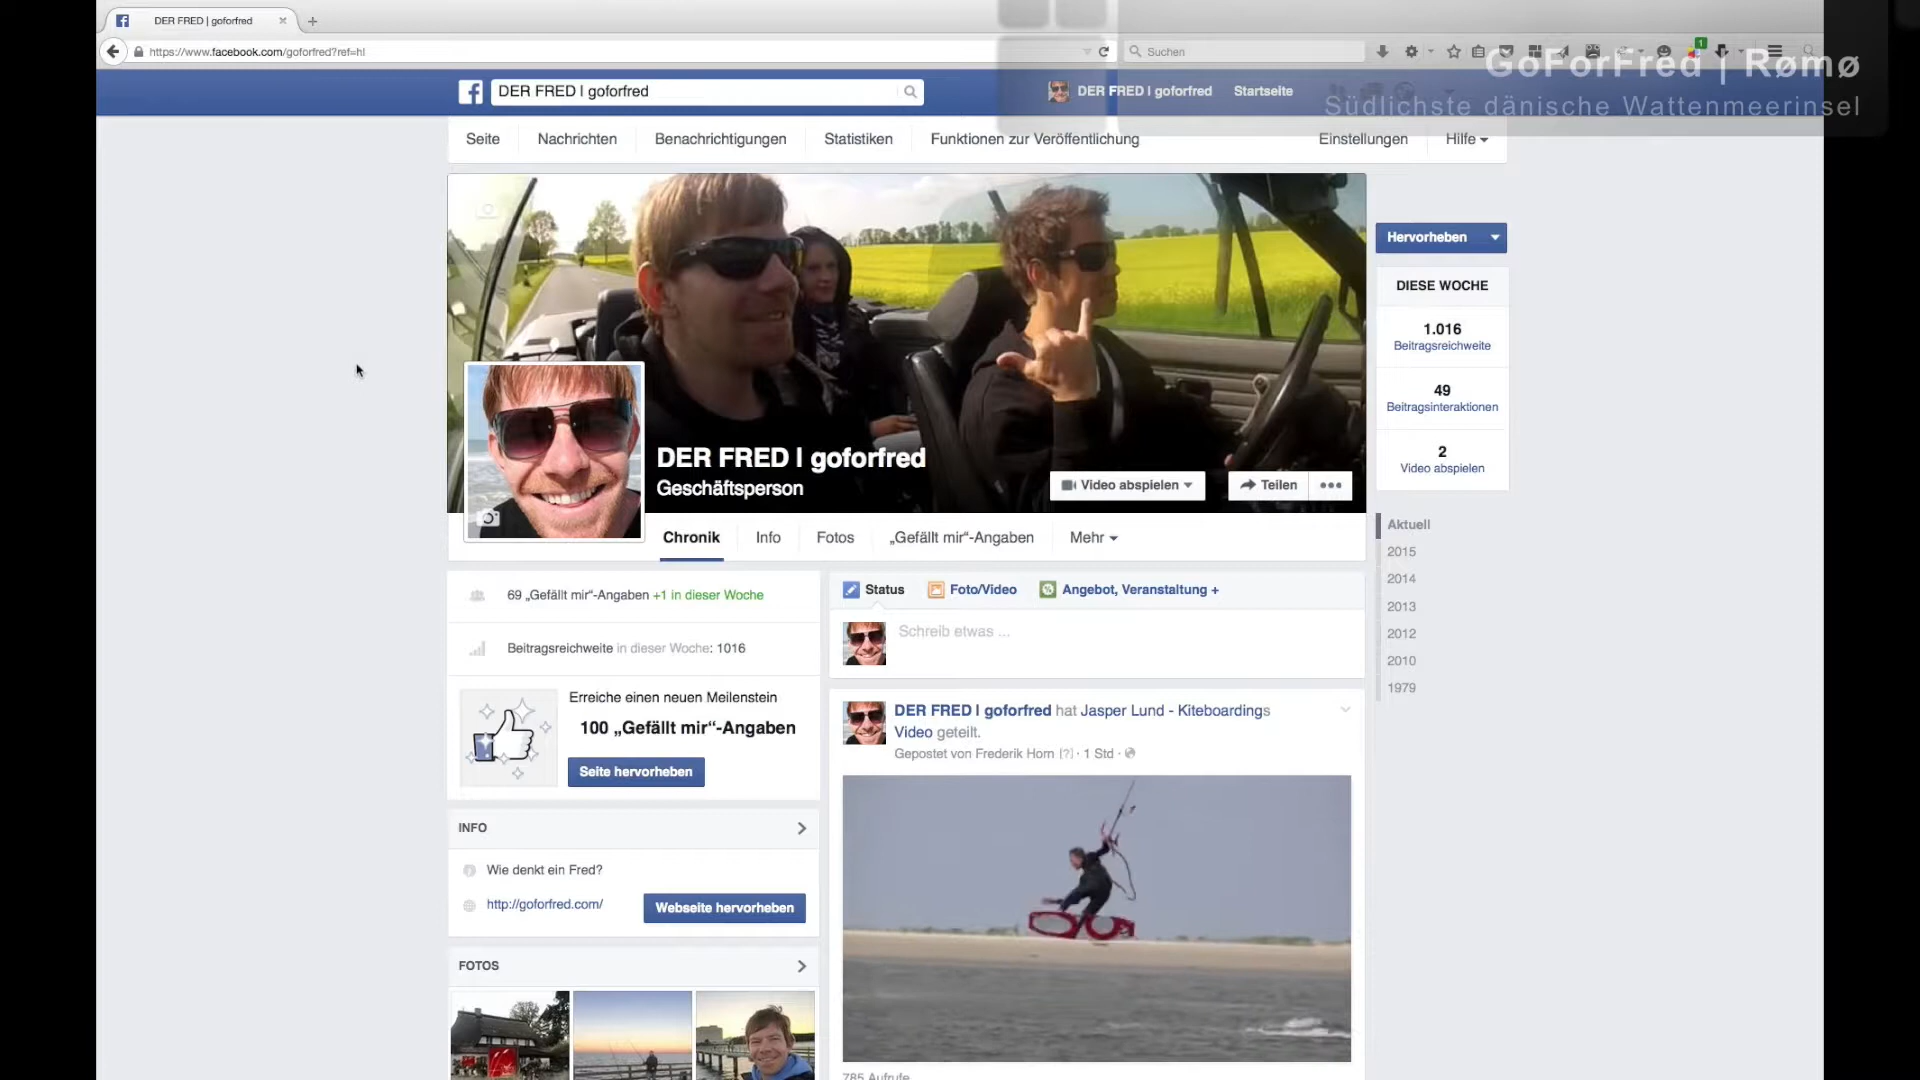 DER FRED | goforfred
https://www.facebook.com/goforfred?ref=hl
Suchen
1
GoForFred | Rømø
Südlichste dänische Wattenmeerinsel
DER FRED | goforfred
DER FRED | goforfred
Startseite
Seite
Nachrichten
Benachrichtigungen
Statistiken
Funktionen zur Veröffentlichung
Einstellungen
Hilfe
DER FRED | goforfred
Geschäftsperson
Video abspielen
Teilen
Hervorheben
DIESE WOCHE
1.016
Beitragsreichweite
49
Beitragsinteraktionen
2
Video abspielen
Aktuell
2015
2014
2013
2012
2010
1979
Chronik
Info
Fotos
„Gefällt mir“-Angaben
Mehr
69 „Gefällt mir“-Angaben +1 in dieser Woche
Beitragsreichweite in dieser Woche: 1016
Erreiche einen neuen Meilenstein
100 „Gefällt mir“-Angaben
Seite hervorheben
INFO
Wie denkt ein Fred?
http://goforfred.com/
Webseite hervorheben
FOTOS
Status
Foto/Video
Angebot, Veranstaltung +
Schreib etwas ...
DER FRED | goforfred hat Jasper Lund - Kiteboardings
Video geteilt.
Gepostet von Frederik Horn [?] · 1 Std ·
785 Aufrufe